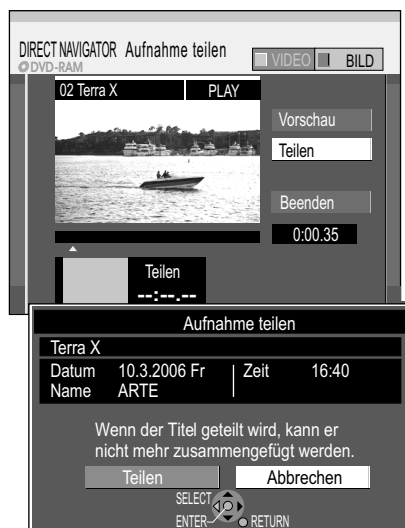 DIRECT NAVIGATOR Aufnahme teilen
VIDEO BILD
DVD-RAM
02 Terra X PLAY
Vorschau
Teilen
Beenden
0:00.35
Teilen
--:--.--
Aufnahme teilen
Terra X
Datum 10.3.2006 Fr Zeit 16:40
Name ARTE
Wenn der Titel geteilt wird, kann er
nicht mehr zusammengefügt werden.
Teilen Abbrechen
SELECT
ENTER RETURN